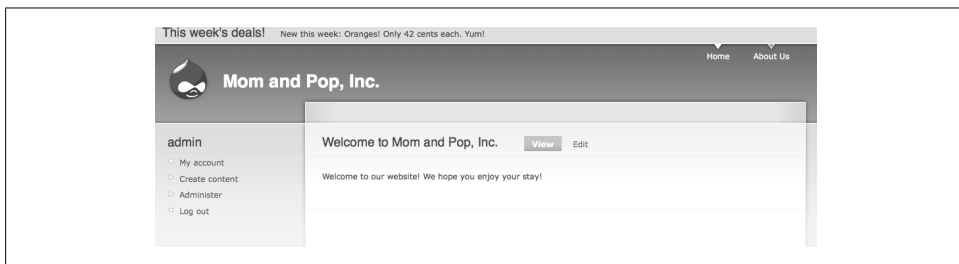 This week's deals! New this week: Oranges! Only 42 cents each. Yum!
Home About Us
Mom and Pop, Inc.
admin
My account
Create content
Administer
Log out
Welcome to Mom and Pop, Inc. View Edit
Welcome to our website! We hope you enjoy your stay!